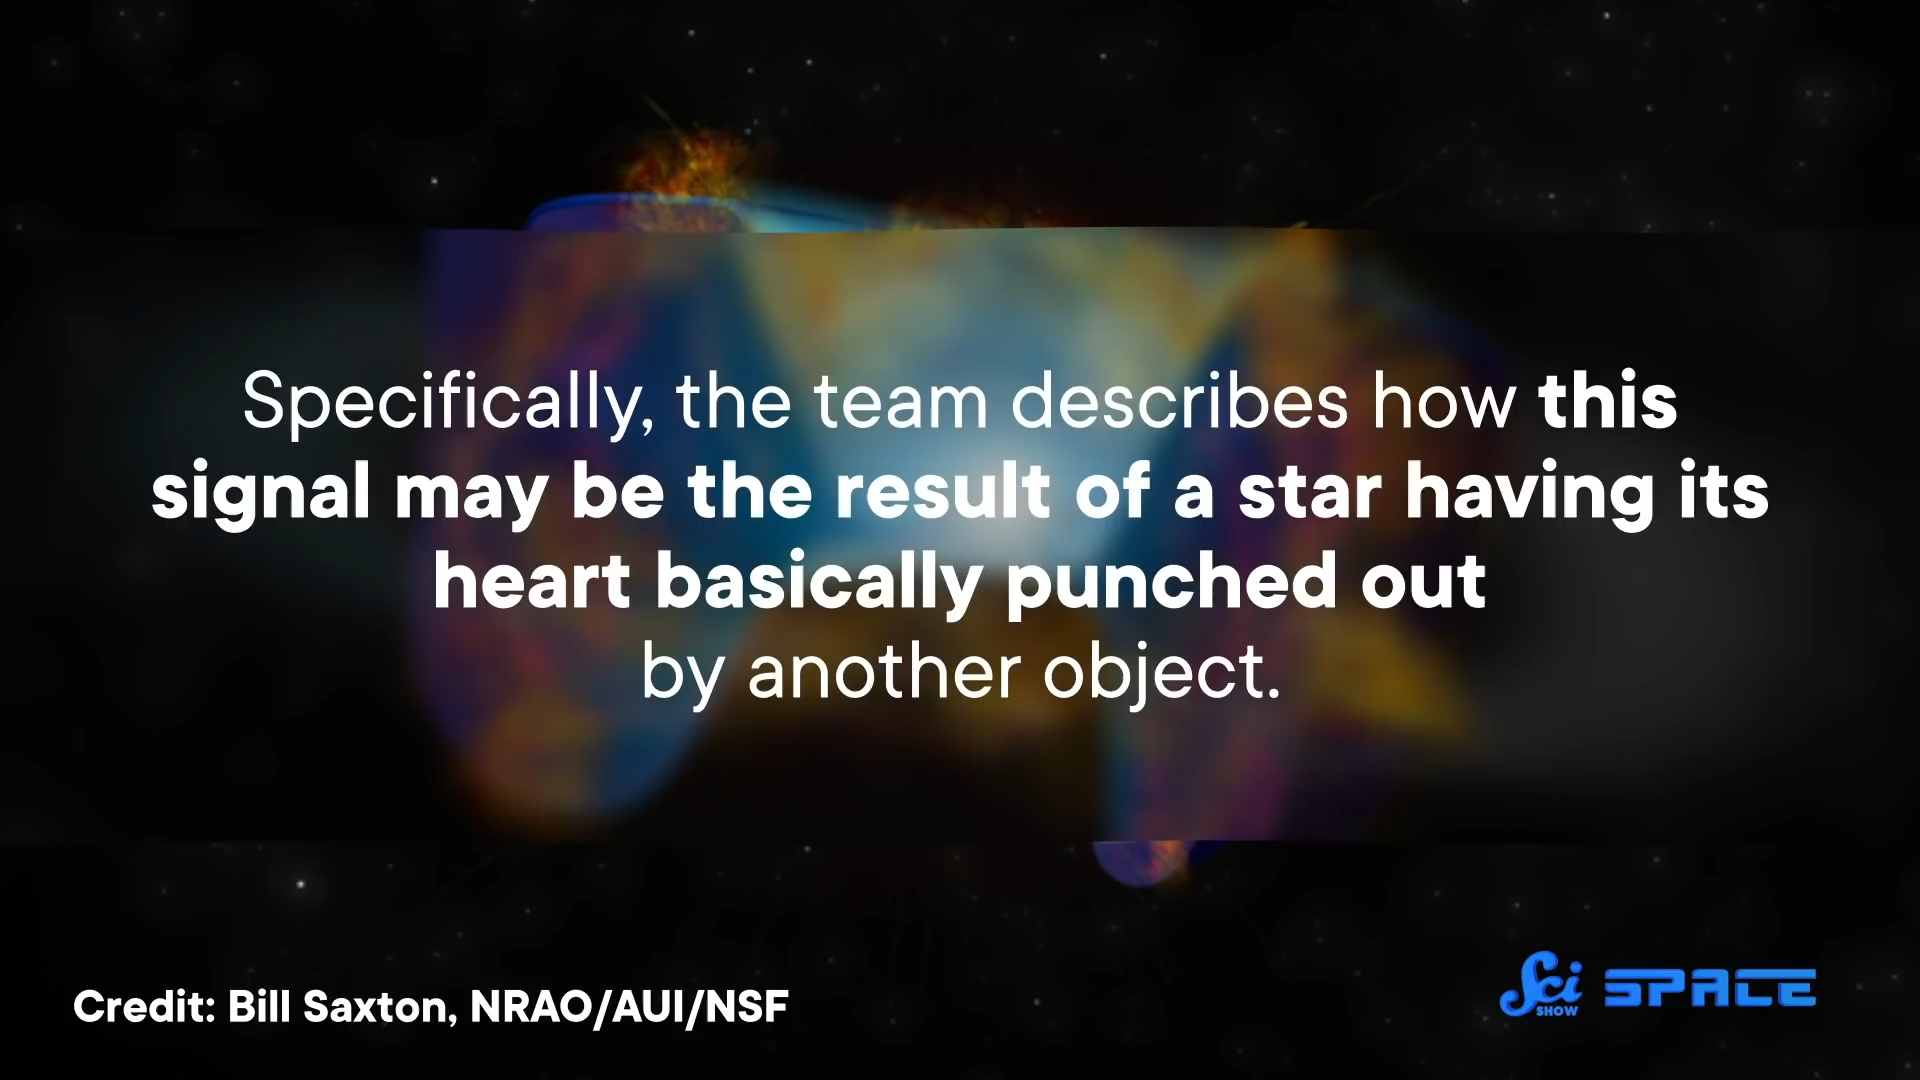 Specifically, the team describes how this
signal may be the result of a star having its
heart basically punched out
by another object.
Credit: Bill Saxton, NRAO/AUI/NSF
Sci SHOW SPACE